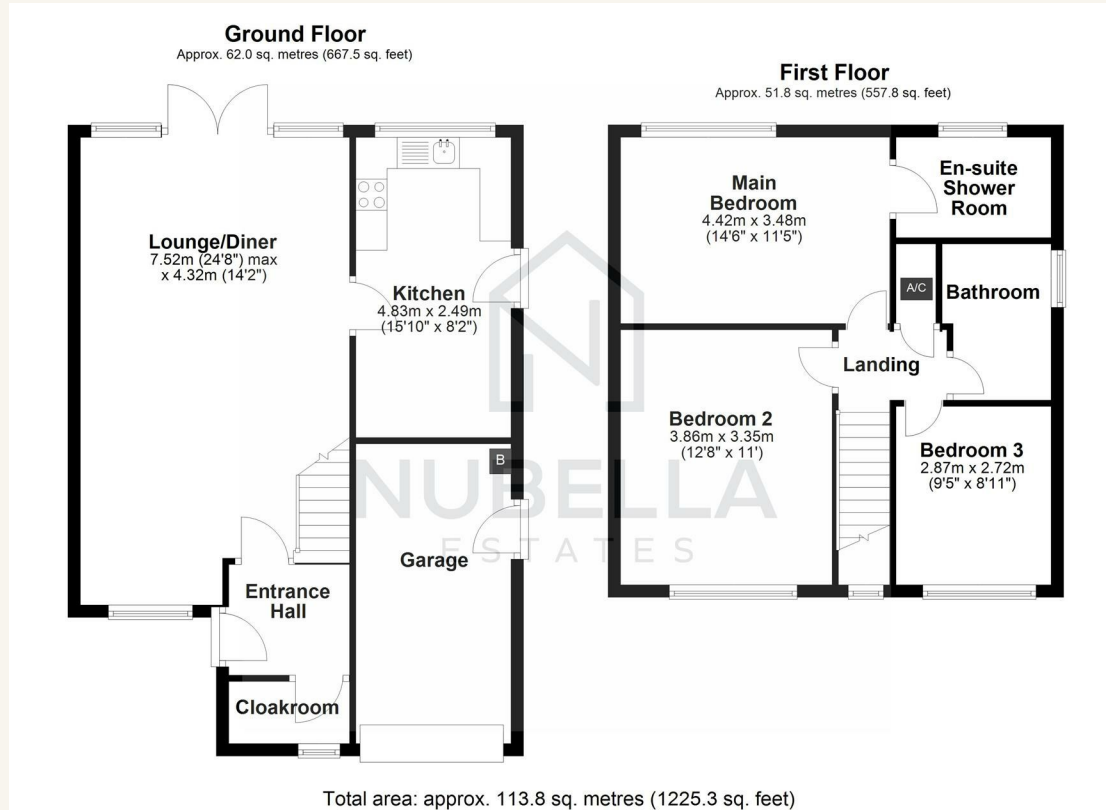 Ground Floor
Approx. 62.0 sq. metres (667.5 sq. feet)
First Floor
Approx. 51.8 sq. metres (557.8 sq. feet)
Lounge/Diner
7.52m (24'8") max
x 4.32m (14'2")
Kitchen
4.83m x 2.49m
(15'10" x 8'2")
B
Garage
Entrance
Hall
Cloakroom
Main
Bedroom
4.42m x 3.48m
(14'6" x 11'5")
En-suite
Shower
Room
A/C
Bathroom
Landing
Bedroom 2
3.86m x 3.35m
(12'8" x 11')
Bedroom 3
2.87m x 2.72m
(9'5" x 8'11")
NUBELLA
ESTATES
Total area: approx. 113.8 sq. metres (1225.3 sq. feet)